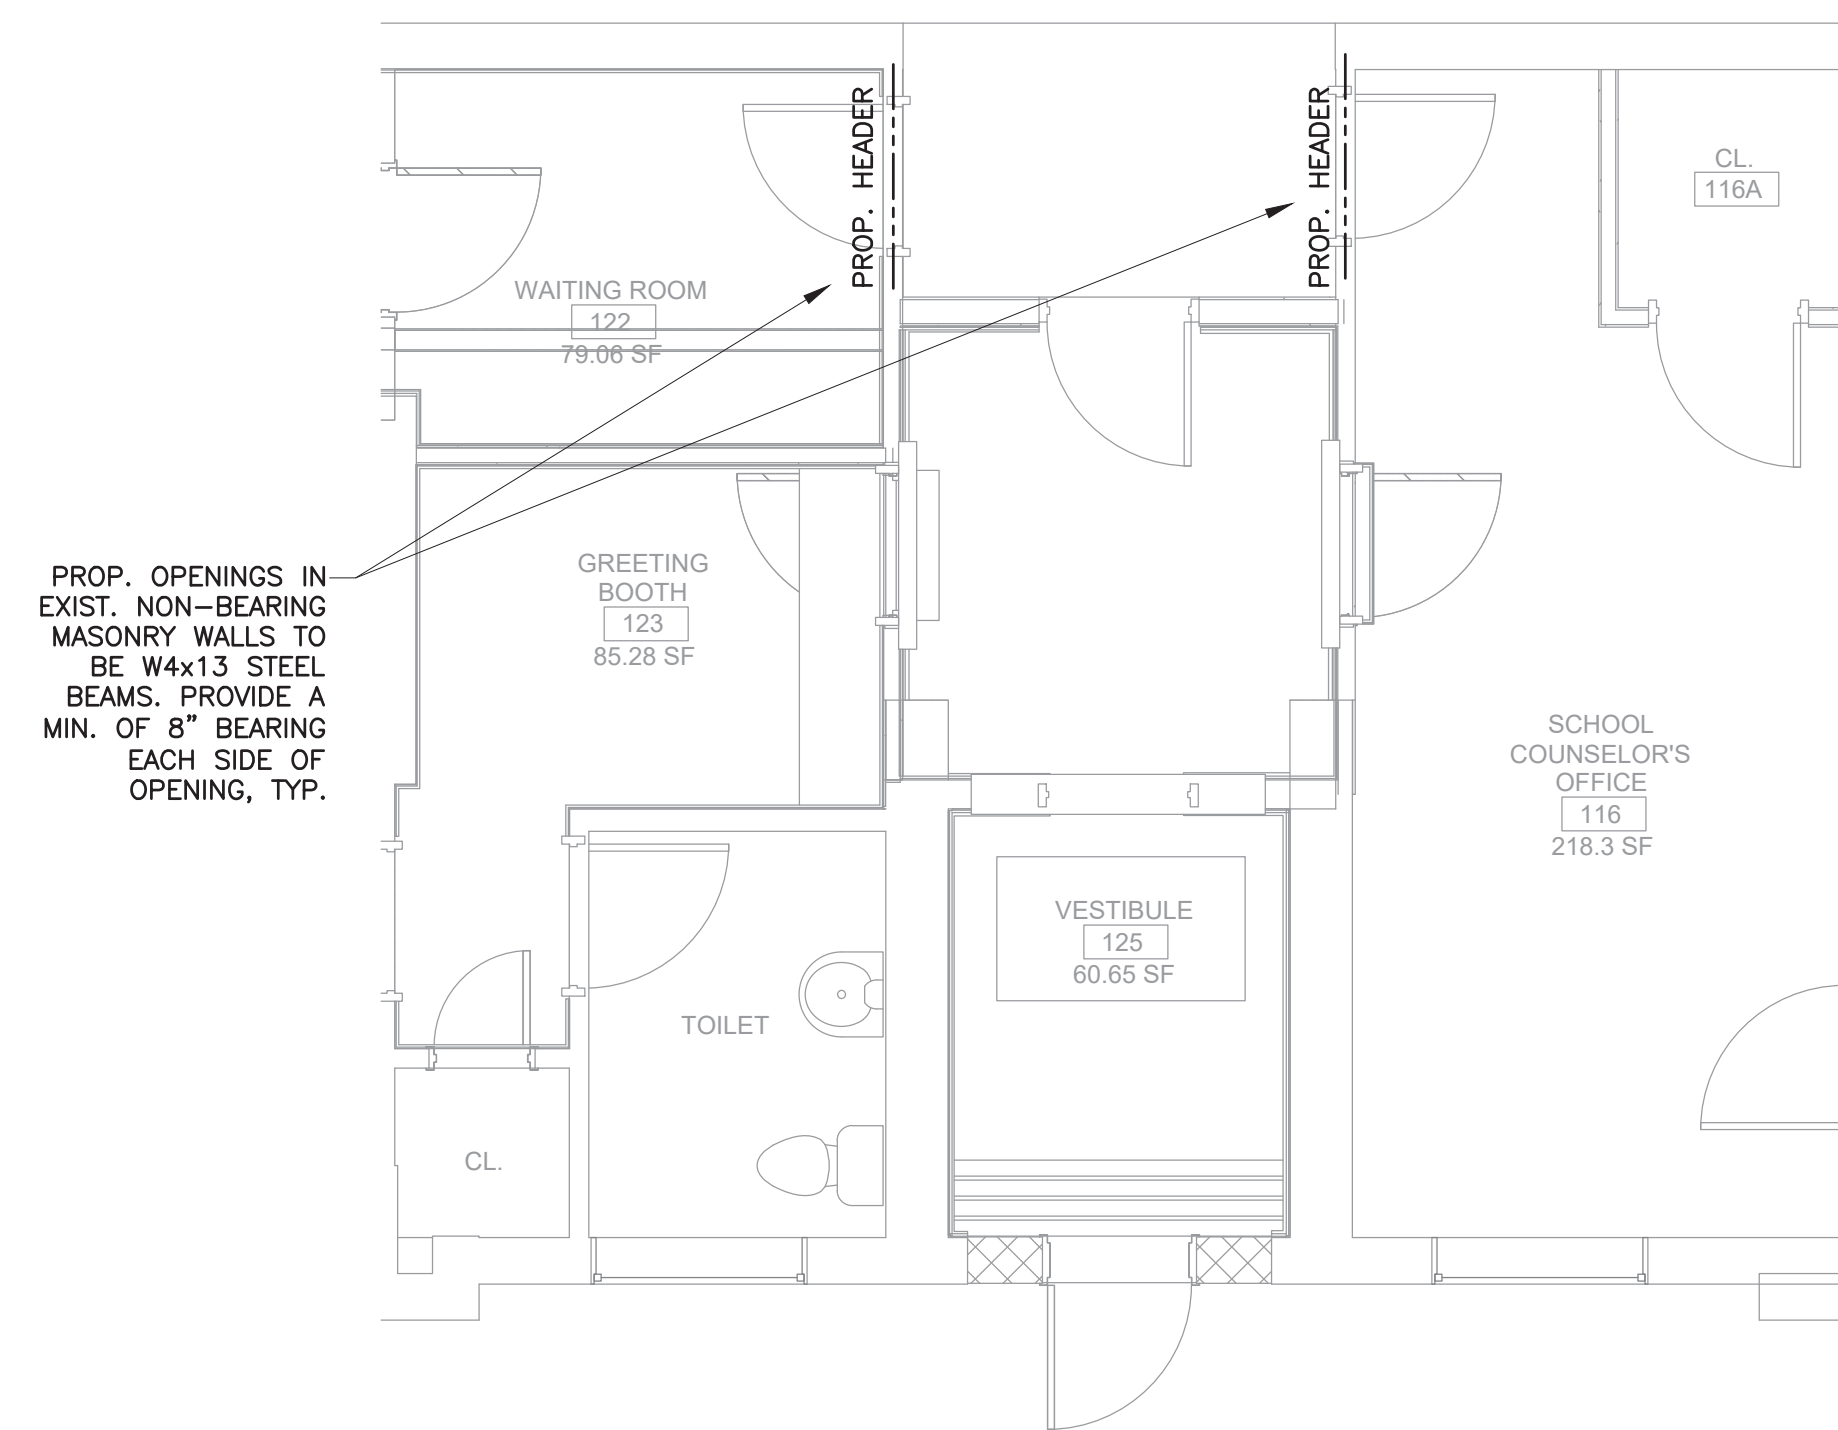 PROP. HEADER
PROP. HEADER
CL.
116A
WAITING ROOM
122
79.06 SF
PROP. OPENINGS IN
EXIST. NON-BEARING
MASONRY WALLS TO
BE W4x13 STEEL
BEAMS. PROVIDE A
MIN. OF 8” BEARING
EACH SIDE OF
OPENING, TYP.
GREETING
BOOTH
123
85.28 SF
SCHOOL
COUNSELOR'S
OFFICE
116
218.3 SF
VESTIBULE
125
60.65 SF
TOILET
CL.